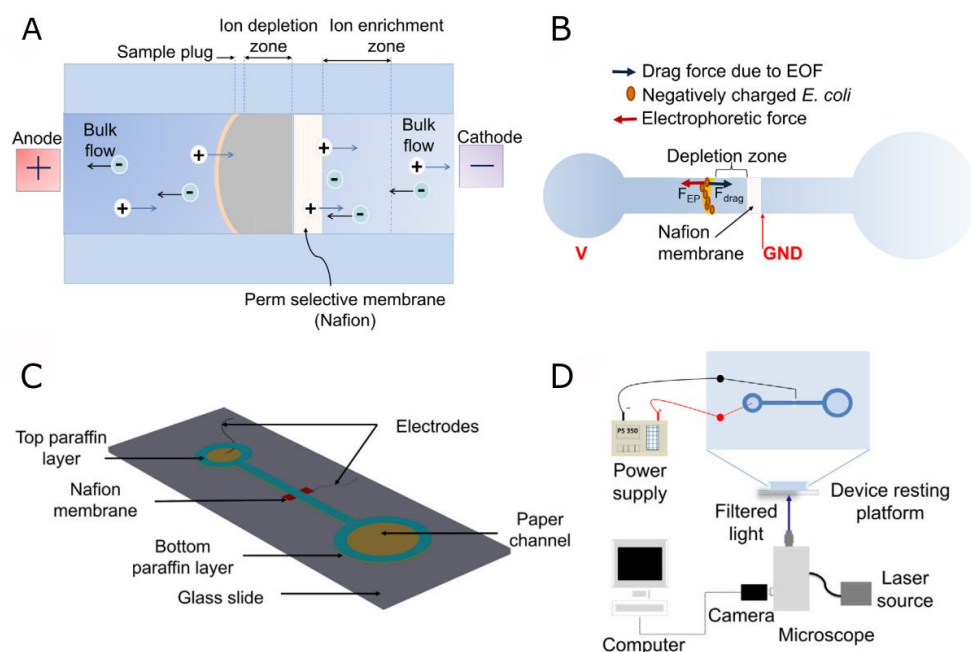 A
Ion depletion
zone
Ion enrichment
zone
Sample plug
Anode
+
Bulk
flow
-
+
+
-
+
+
-
-
Bulk
flow
+
-
Cathode
-
Perm selective membrane
(Nafion)
B
Drag force due to EOF
Negatively charged E. coli
Electrophoretic force
Depletion zone
FEP
Fdrag
Nafion
membrane
V
GND
C
Top paraffin
layer
Electrodes
Nafion
membrane
Paper
channel
Bottom
paraffin layer
Glass slide
D
-
+
PS 350
Power
supply
Filtered
light
Device resting
platform
Laser
source
Camera
Computer
Microscope